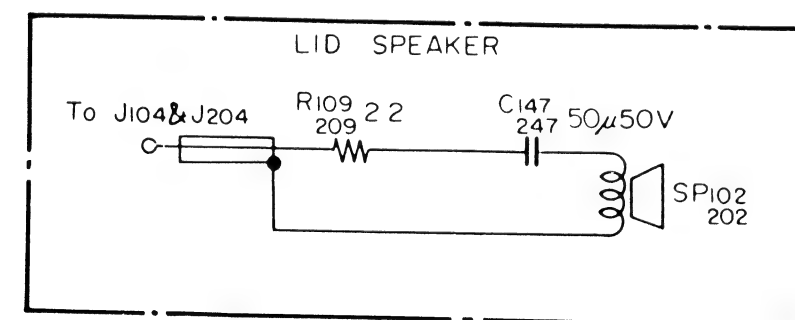 LID SPEAKER
To J104&J204
R109 22
209
C147 50µ50V
247
SP102
202